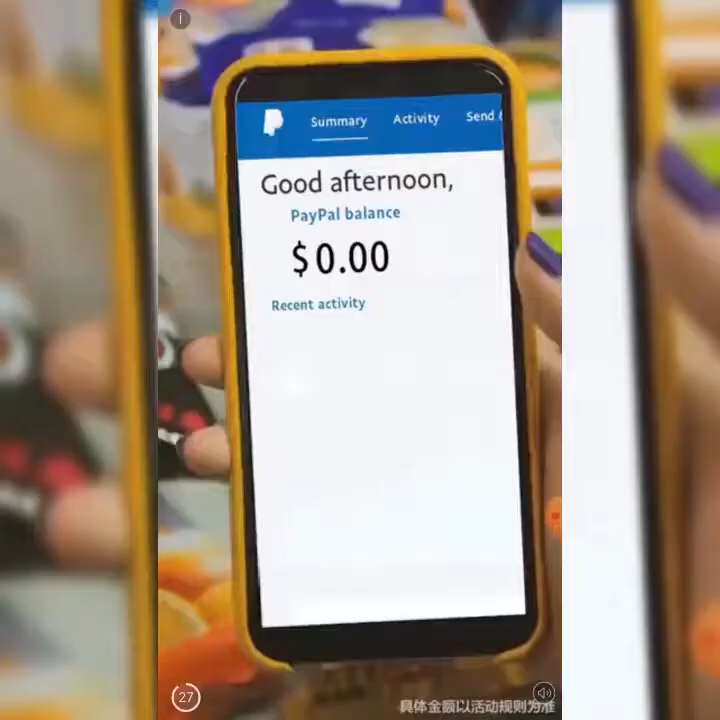 i
Summary Activity Send
Good afternoon,
PayPal balance
$0.00
Recent activity
27
具体金额以活动规则为准